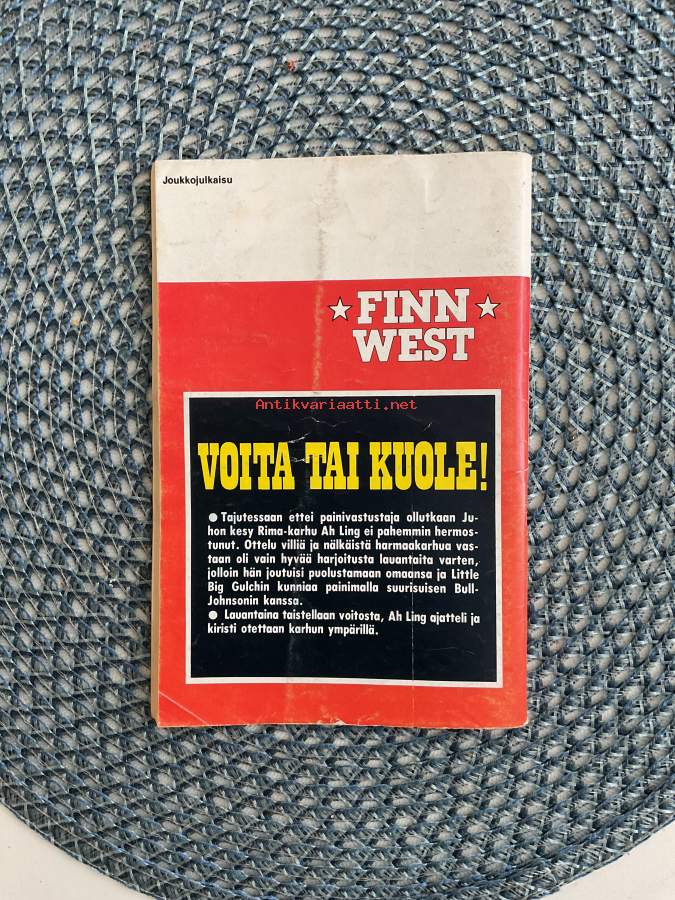 Joukkojulkaisu
FINN
WEST
Antikvariaatti.net
VOITA TAI KUOLE!
● Tajutessaan ettei painivastustaja ollutkaan Ju-
hon kesy Rima-karhu Ah Ling ei pahemmin hermos-
tunut. Ottelu villiä ja nälkäistä harmaakarhua vas-
taan oli vain hyvää harjoitusta lauantaita varten,
jolloin hän joutuisi puolustamaan omaansa ja Little
Big Gulchin kunniaa painimalla suurisuisen Bull-
Johnsonin kanssa.
● Lauantaina taistellaan voitosta, Ah Ling ajatteli ja
kiristi otettaan karhun ympärillä.